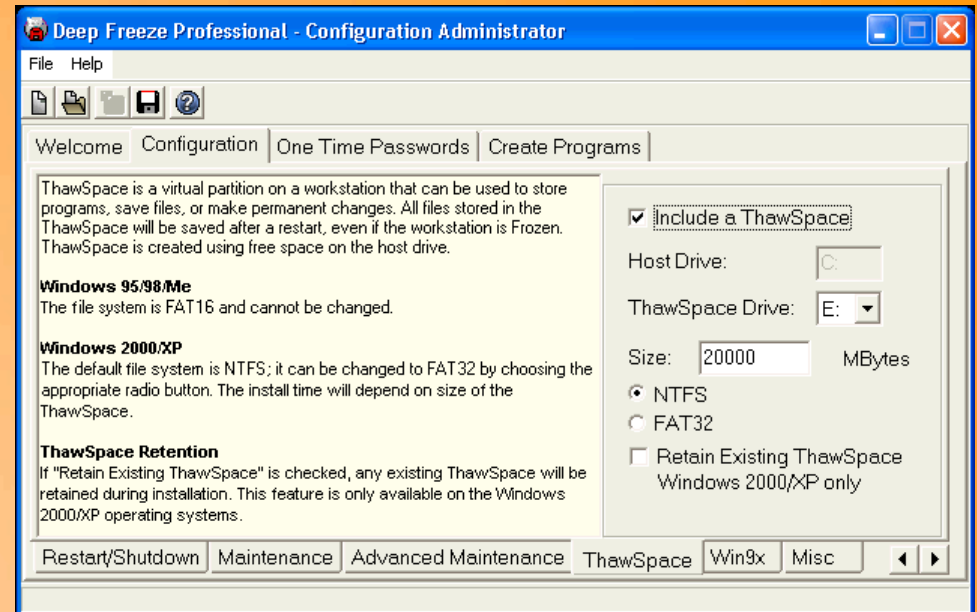 Deep Freeze Professional - Configuration Administrator
File Help
Welcome Configuration One Time Passwords Create Programs
ThawSpace is a virtual partition on a workstation that can be used to store
programs, save files, or make permanent changes. All files stored in the
ThawSpace will be saved after a restart, even if the workstation is Frozen.
ThawSpace is created using free space on the host drive.
Windows 95/98/Me
The file system is FAT16 and cannot be changed.
Windows 2000/XP
The default file system is NTFS; it can be changed to FAT32 by choosing the
appropriate radio button. The install time will depend on size of the
ThawSpace.
ThawSpace Retention
If "Retain Existing ThawSpace" is checked, any existing ThawSpace will be
retained during installation. This feature is only available on the Windows
2000/XP operating systems.
Include a ThawSpace
Host Drive: C:
ThawSpace Drive: E:
Size: 20000 MBytes
NTFS
FAT32
Retain Existing ThawSpace
Windows 2000/XP only
Restart/Shutdown Maintenance Advanced Maintenance ThawSpace Win9x Misc